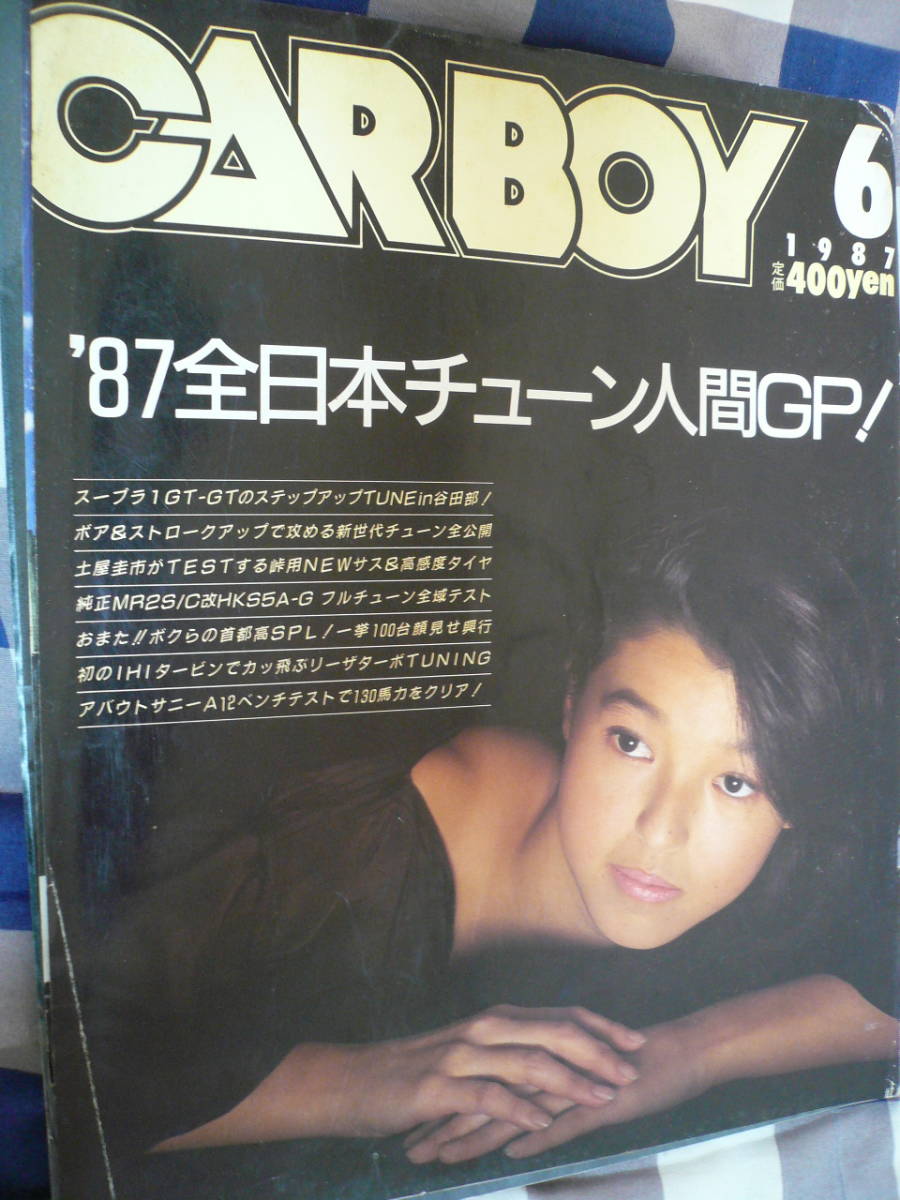 CAR BOY
6
1987
定価400yen
'87全日本チューン人間GP!
スープラ1GT-GTのステップアップTUNEin谷田部!
ボア&ストロークアップで攻める新世代チューン全公開
土屋圭市がTESTする峠用NEWサス&高感度タイヤ
純正MR2S/C改HKS5A-G フルチューン全域テスト
おまた!!ボクらの首都高SPL!一挙100台顔見せ興行
初のIHIタービンでカッ飛ぶリーザターボTUNING
アバウトサニーA12ベンチテストで130馬力をクリア!